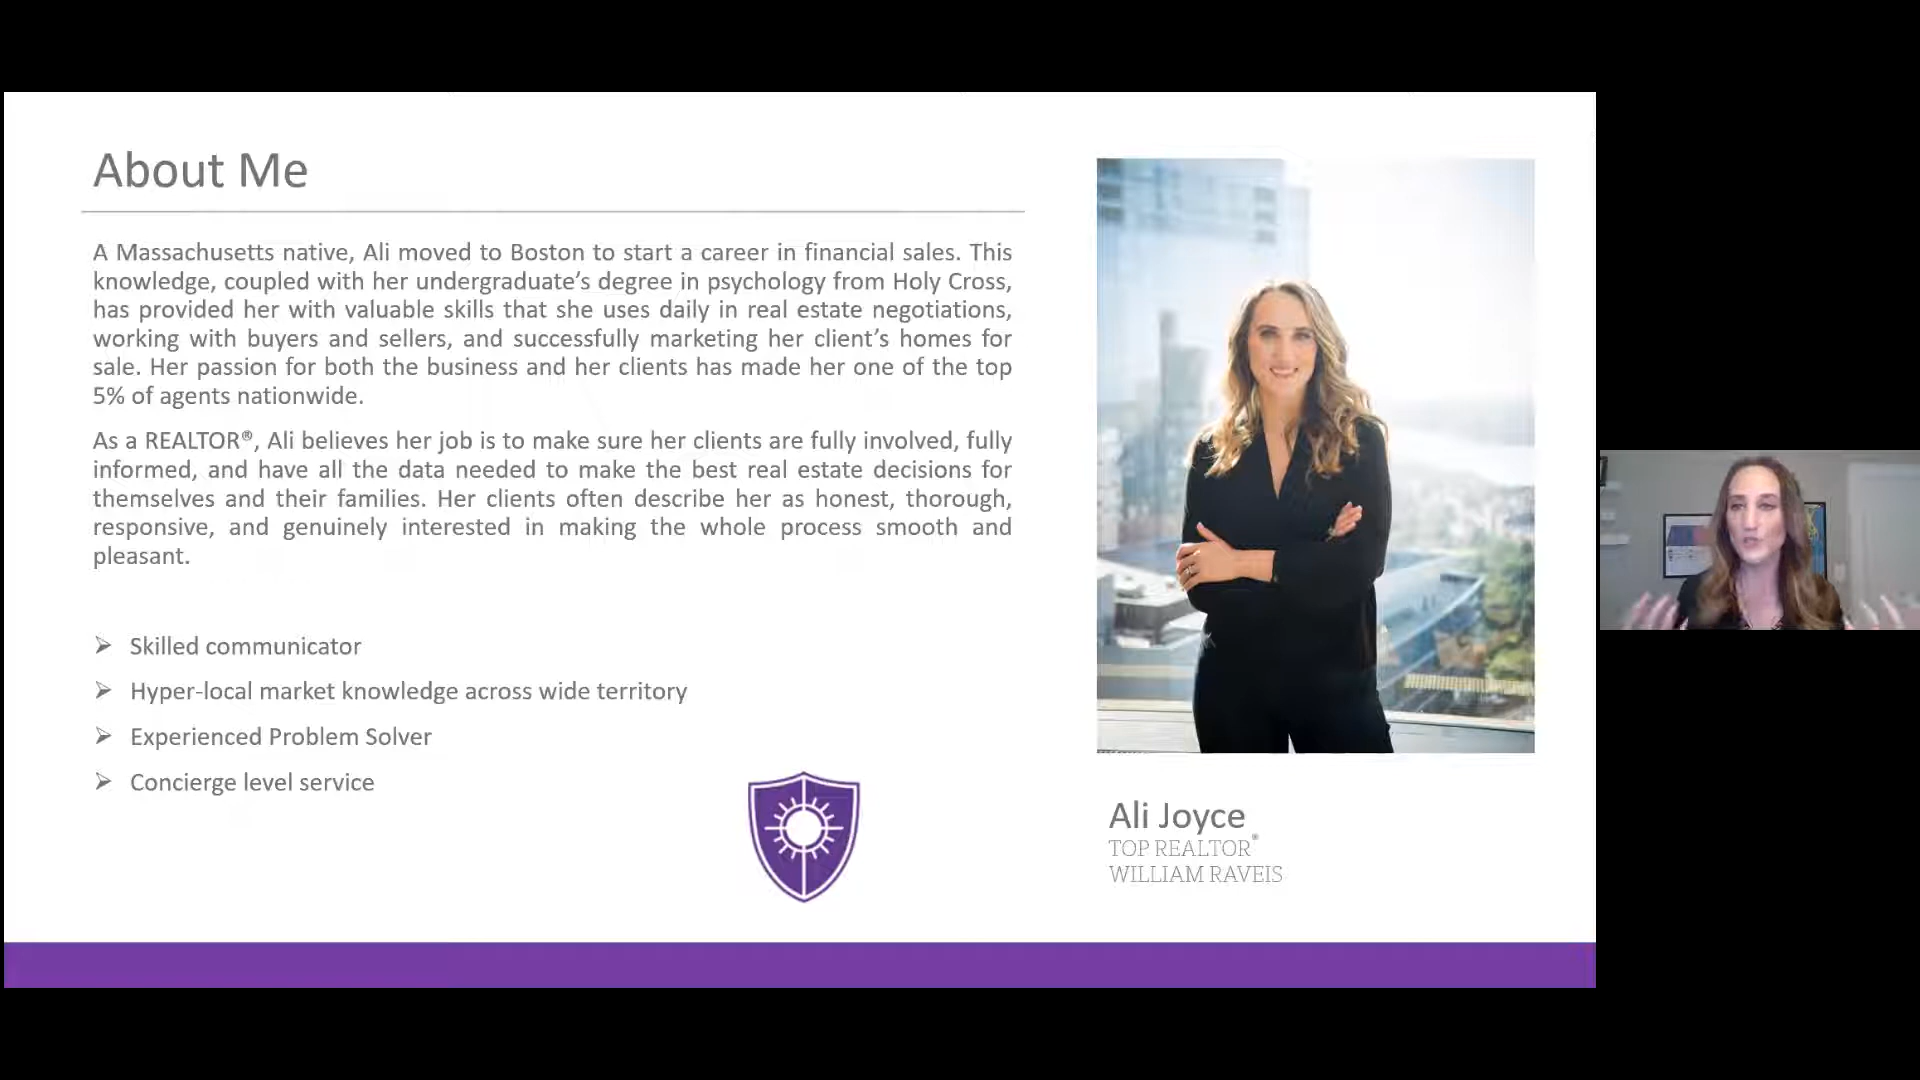 About Me
A Massachusetts native, Ali moved to Boston to start a career in financial sales. This
knowledge, coupled with her undergraduate’s degree in psychology from Holy Cross,
has provided her with valuable skills that she uses daily in real estate negotiations,
working with buyers and sellers, and successfully marketing her client’s homes for
sale. Her passion for both the business and her clients has made her one of the top
5% of agents nationwide.
As a REALTOR®, Ali believes her job is to make sure her clients are fully involved, fully
informed, and have all the data needed to make the best real estate decisions for
themselves and their families. Her clients often describe her as honest, thorough,
responsive, and genuinely interested in making the whole process smooth and
pleasant.
➢ Skilled communicator
➢ Hyper-local market knowledge across wide territory
➢ Experienced Problem Solver
➢ Concierge level service
Ali Joyce
TOP REALTOR®
WILLIAM RAVEIS